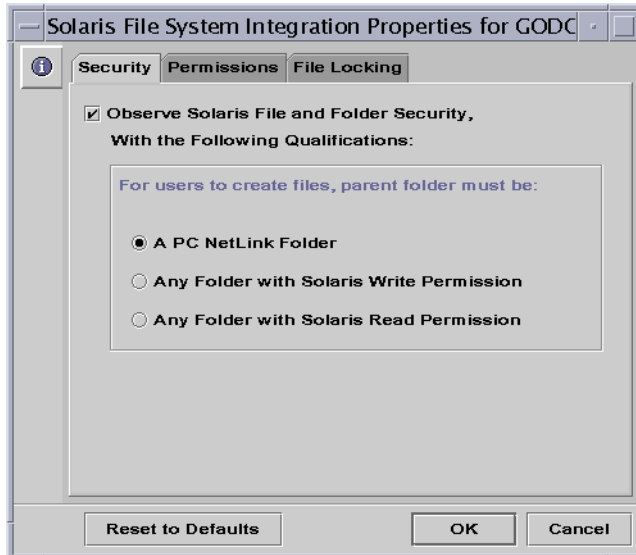 Solaris File System Integration Properties for GODC
Security Permissions File Locking
Observe Solaris File and Folder Security,
With the Following Qualifications:
For users to create files, parent folder must be:
A PC NetLink Folder
Any Folder with Solaris Write Permission
Any Folder with Solaris Read Permission
Reset to Defaults OK Cancel